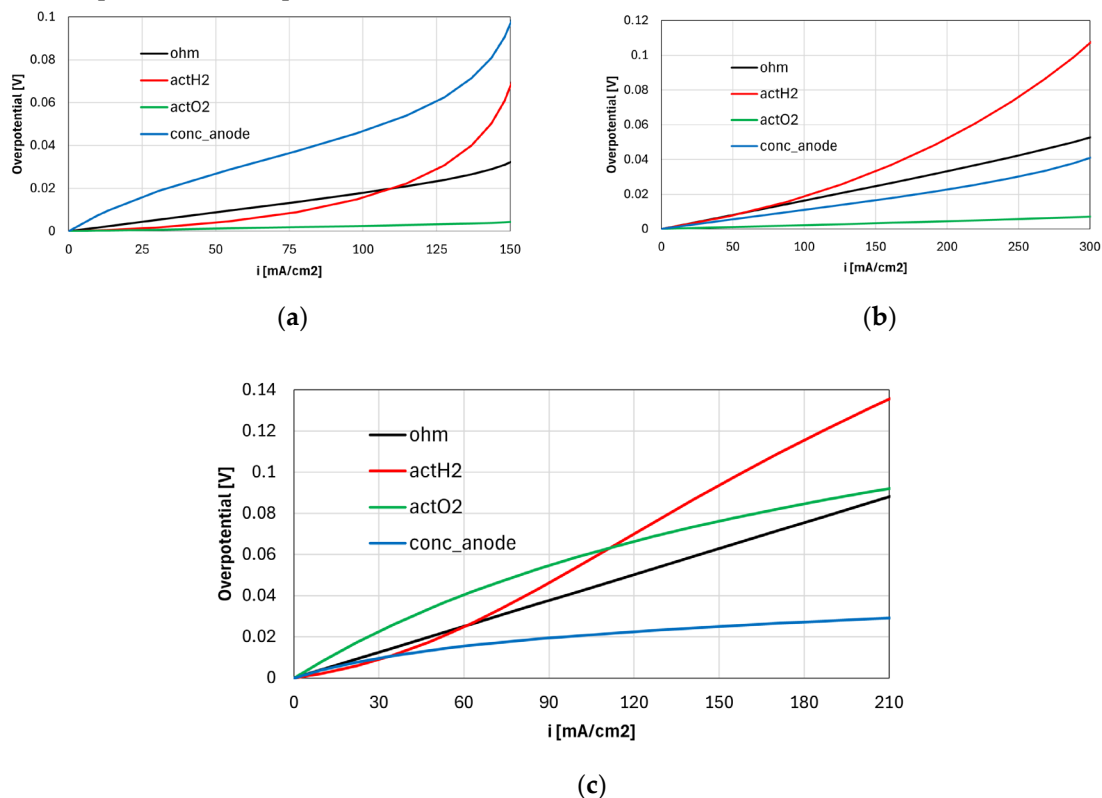 0.1
0.08
0.06
0.04
0.02
0
Overpotential [V]
ohm
actH2
actO2
conc_anode
0 25 50 75 100 125 150
i [mA/cm2]
(a)
0.12
0.1
0.08
0.06
0.04
0.02
0
Overpotential [V]
ohm
actH2
actO2
conc_anode
0 50 100 150 200 250 300
i [mA/cm2]
(b)
0.14
0.12
0.1
0.08
0.06
0.04
0.02
0
Overpotential [V]
ohm
actH2
actO2
conc_anode
0 30 60 90 120 150 180 210
i [mA/cm2]
(c)